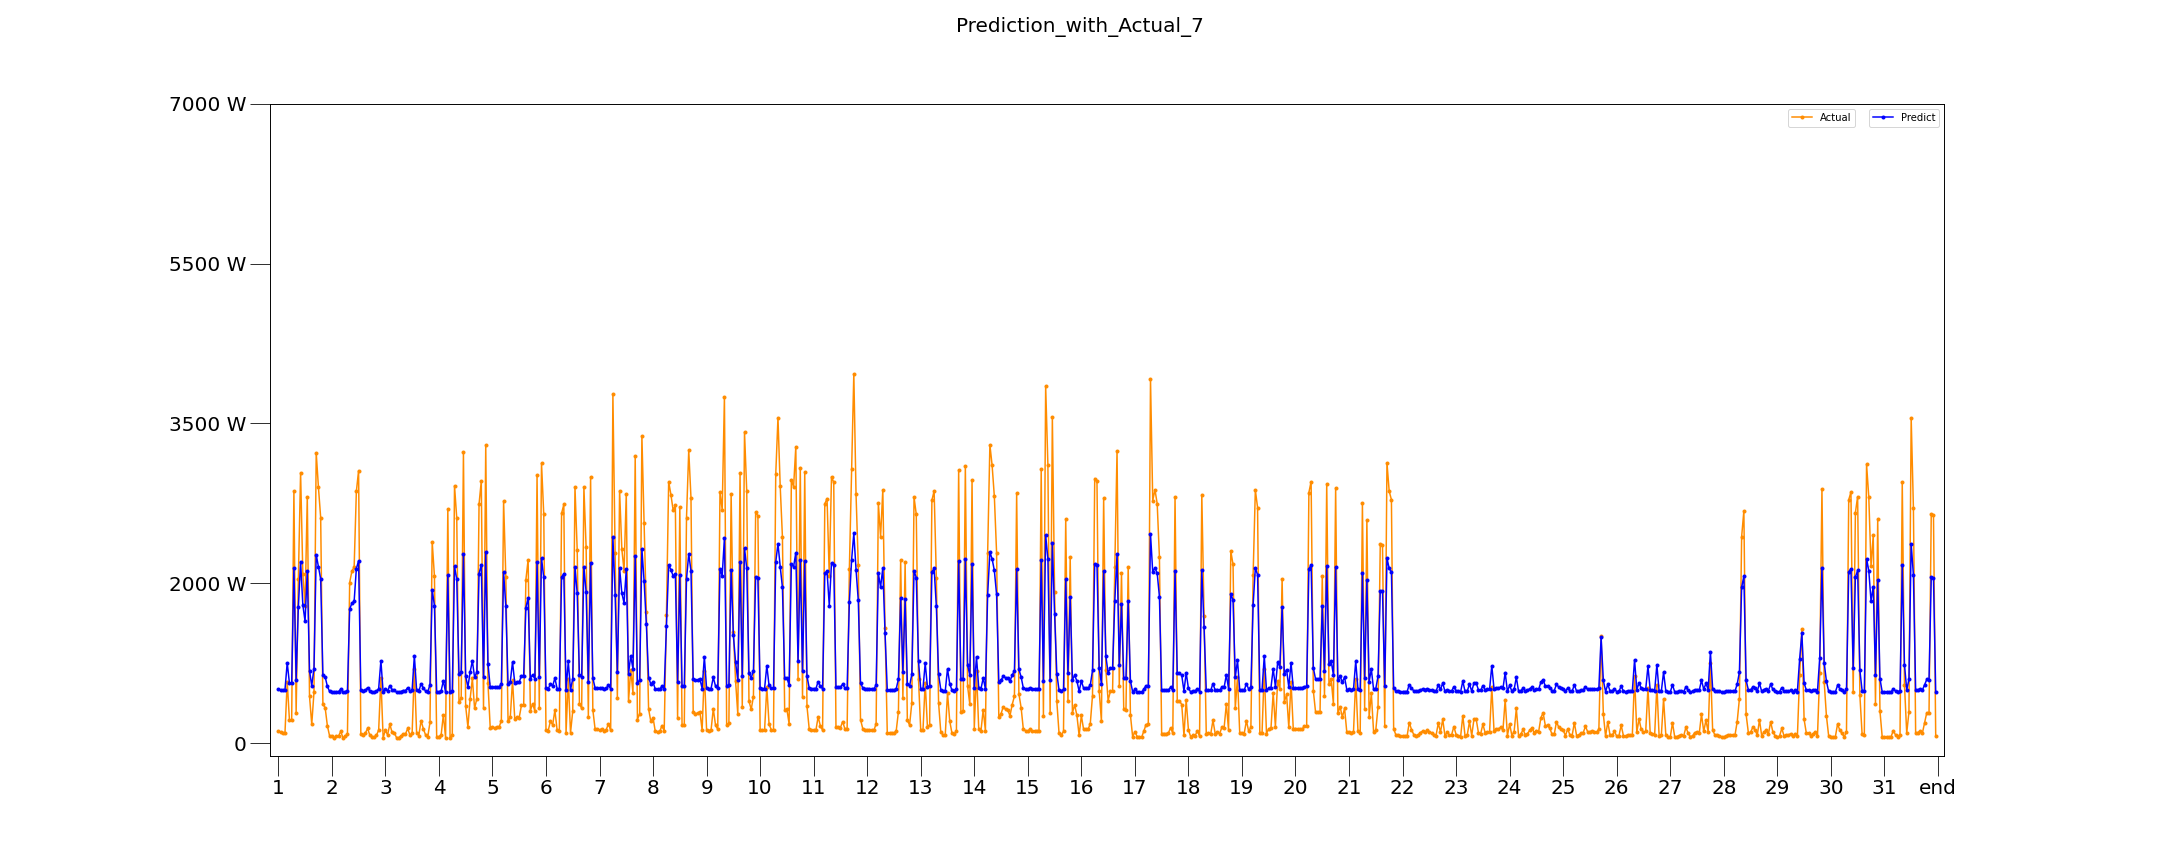 Prediction_with_Actual_7
7000 W
Actual Predict
5500 W
3500 W
2000 W
0
1 2 3 4 5 6 7 8 9 10 11 12 13 14 15 16 17 18 19 20 21 22 23 24 25 26 27 28 29 30 31 end